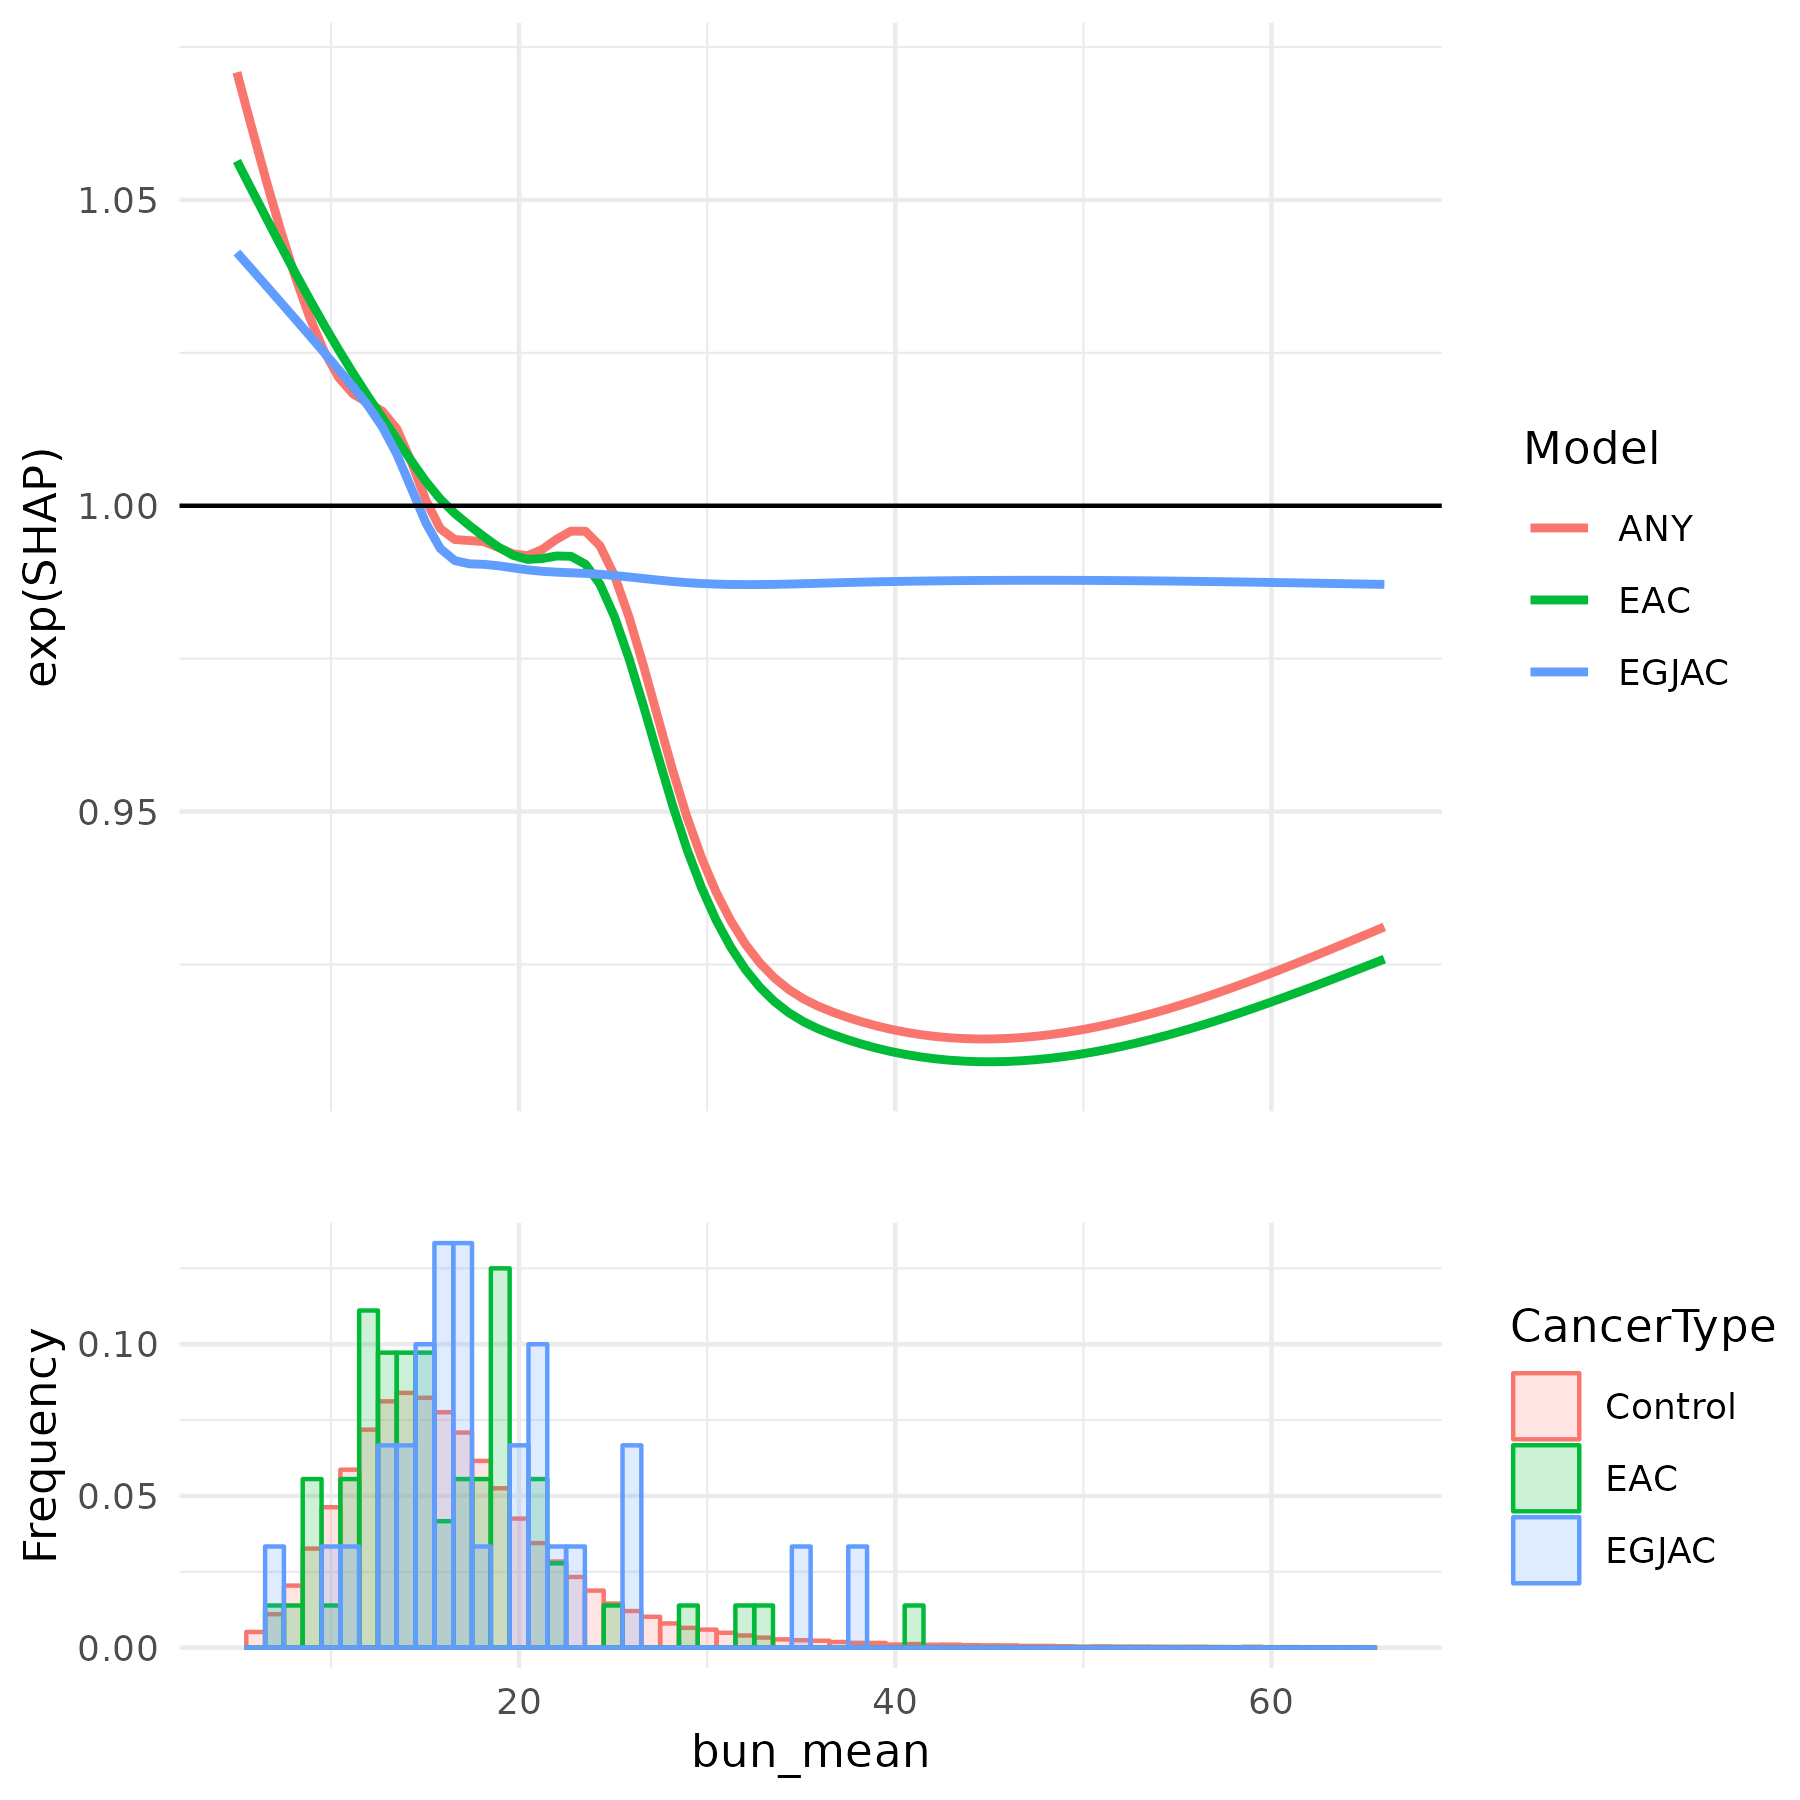 exp(SHAP)
1.05
1.00
0.95
Model
ANY
EAC
EGJAC
Frequency
0.10
0.05
0.00
20 40 60
bun_mean
CancerType
Control
EAC
EGJAC